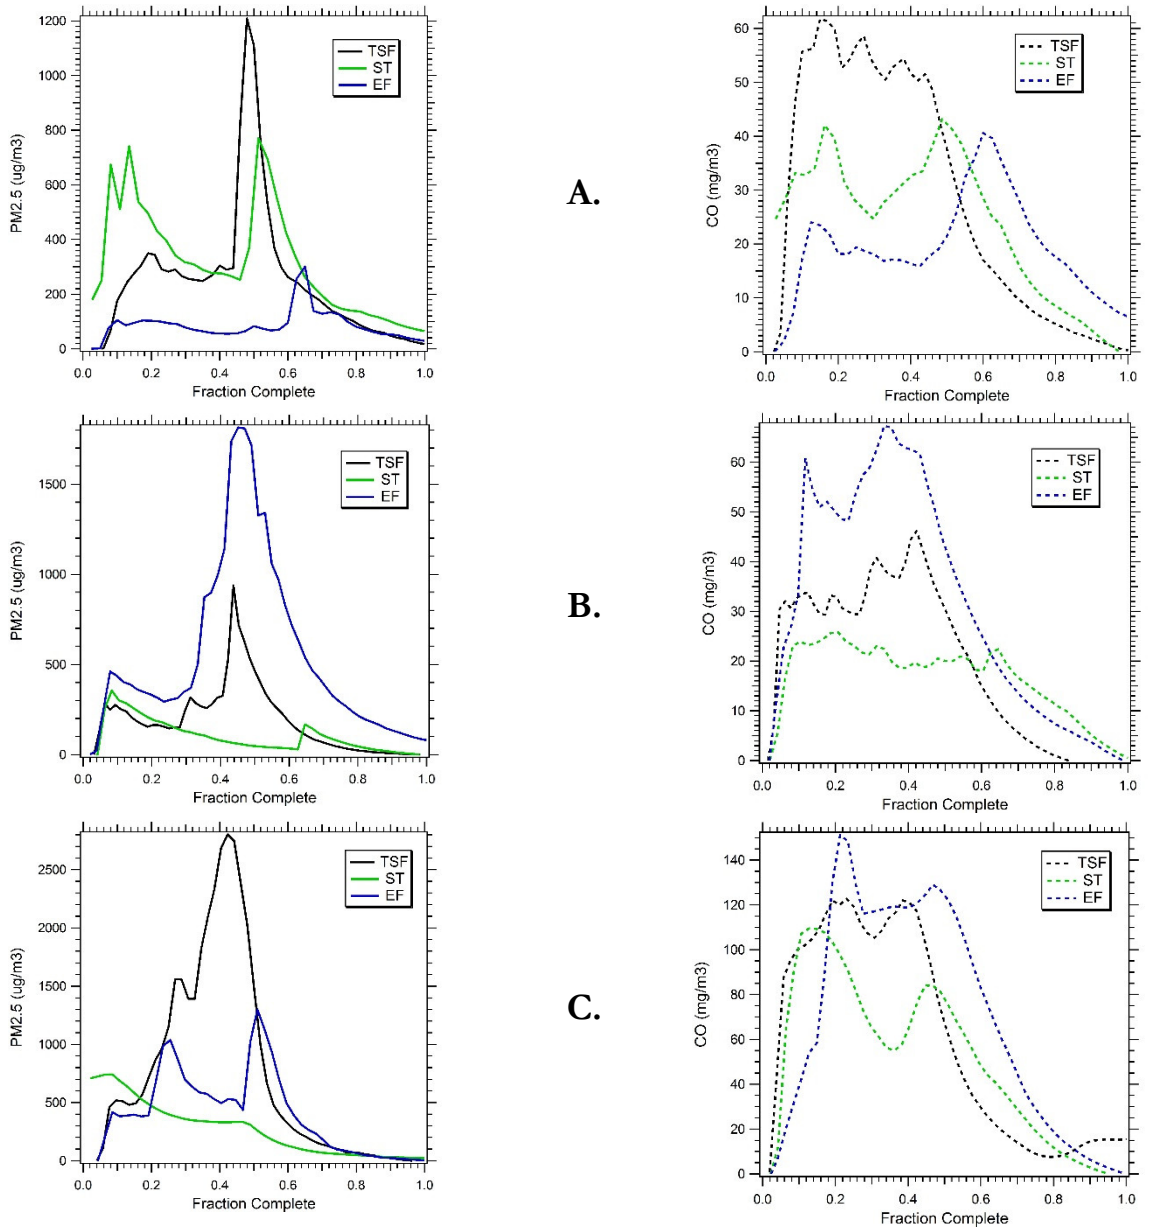 1200
1000
800
600
400
200
0
PM2.5 (ug/m3)
TSF
ST
EF
0.0 0.2 0.4 0.6 0.8 1.0
Fraction Complete
A.
60
50
40
30
20
10
0
CO (mg/m3)
TSF
ST
EF
0.0 0.2 0.4 0.6 0.8 1.0
Fraction Complete
1500
1000
500
0
PM2.5 (ug/m3)
TSF
ST
EF
0.0 0.2 0.4 0.6 0.8 1.0
Fraction Complete
B.
60
50
40
30
20
10
0
CO (mg/m3)
TSF
ST
EF
0.0 0.2 0.4 0.6 0.8 1.0
Fraction Complete
2500
2000
1500
1000
500
0
PM2.5 (ug/m3)
TSF
ST
EF
0.0 0.2 0.4 0.6 0.8 1.0
Fraction Complete
C.
140
120
100
80
60
40
20
0
CO (mg/m3)
TSF
ST
EF
0.0 0.2 0.4 0.6 0.8 1.0
Fraction Complete